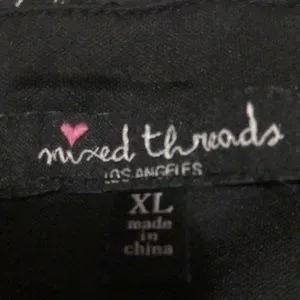 mixed threads
LOS ANGELES
XL
made
in
china